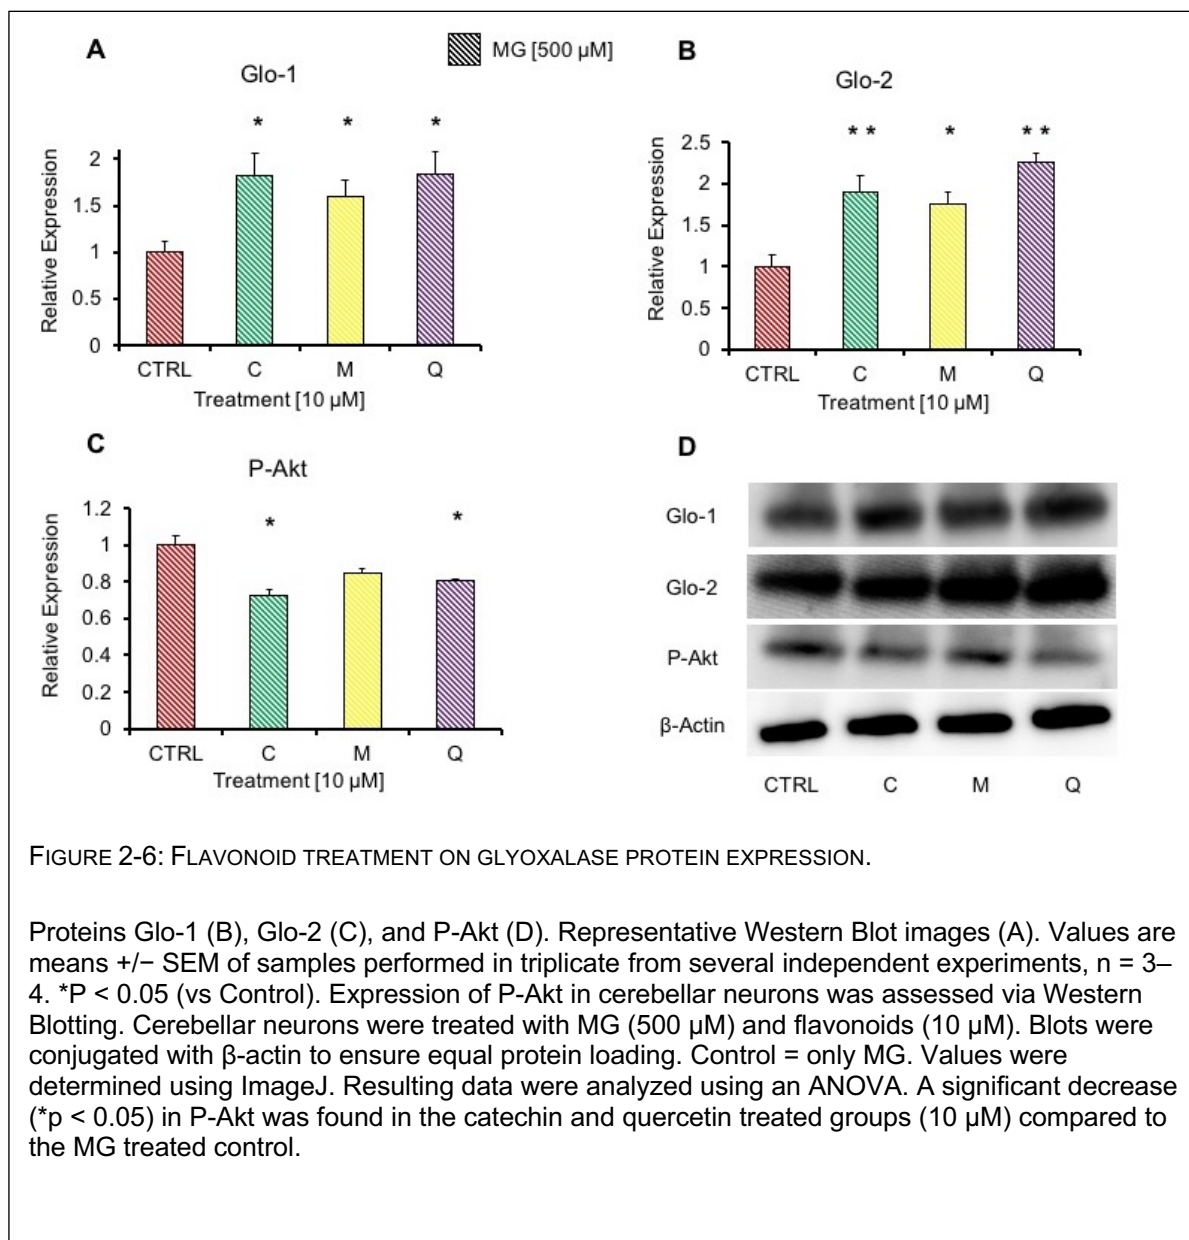 A
MG [500 µM]
Glo-1
* * *
Relative Expression
2
1.5
1
0.5
0
CTRL C M Q
Treatment [10 µM]
B
Glo-2
* * * * *
Relative Expression
2.5
2
1.5
1
0.5
0
CTRL C M Q
Treatment [10 µM]
C
P-Akt
* *
Relative Expression
1.2
1
0.8
0.6
0.4
0.2
0
CTRL C M Q
Treatment [10 µM]
D
Glo-1
Glo-2
P-Akt
β-Actin
CTRL C M Q
FIGURE 2-6: FLAVONOID TREATMENT ON GLYOXALASE PROTEIN EXPRESSION.
Proteins Glo-1 (B), Glo-2 (C), and P-Akt (D). Representative Western Blot images (A). Values are
means +/− SEM of samples performed in triplicate from several independent experiments, n = 3–
4. *P < 0.05 (vs Control). Expression of P-Akt in cerebellar neurons was assessed via Western
Blotting. Cerebellar neurons were treated with MG (500 µM) and flavonoids (10 µM). Blots were
conjugated with β-actin to ensure equal protein loading. Control = only MG. Values were
determined using ImageJ. Resulting data were analyzed using an ANOVA. A significant decrease
(*p < 0.05) in P-Akt was found in the catechin and quercetin treated groups (10 µM) compared to
the MG treated control.